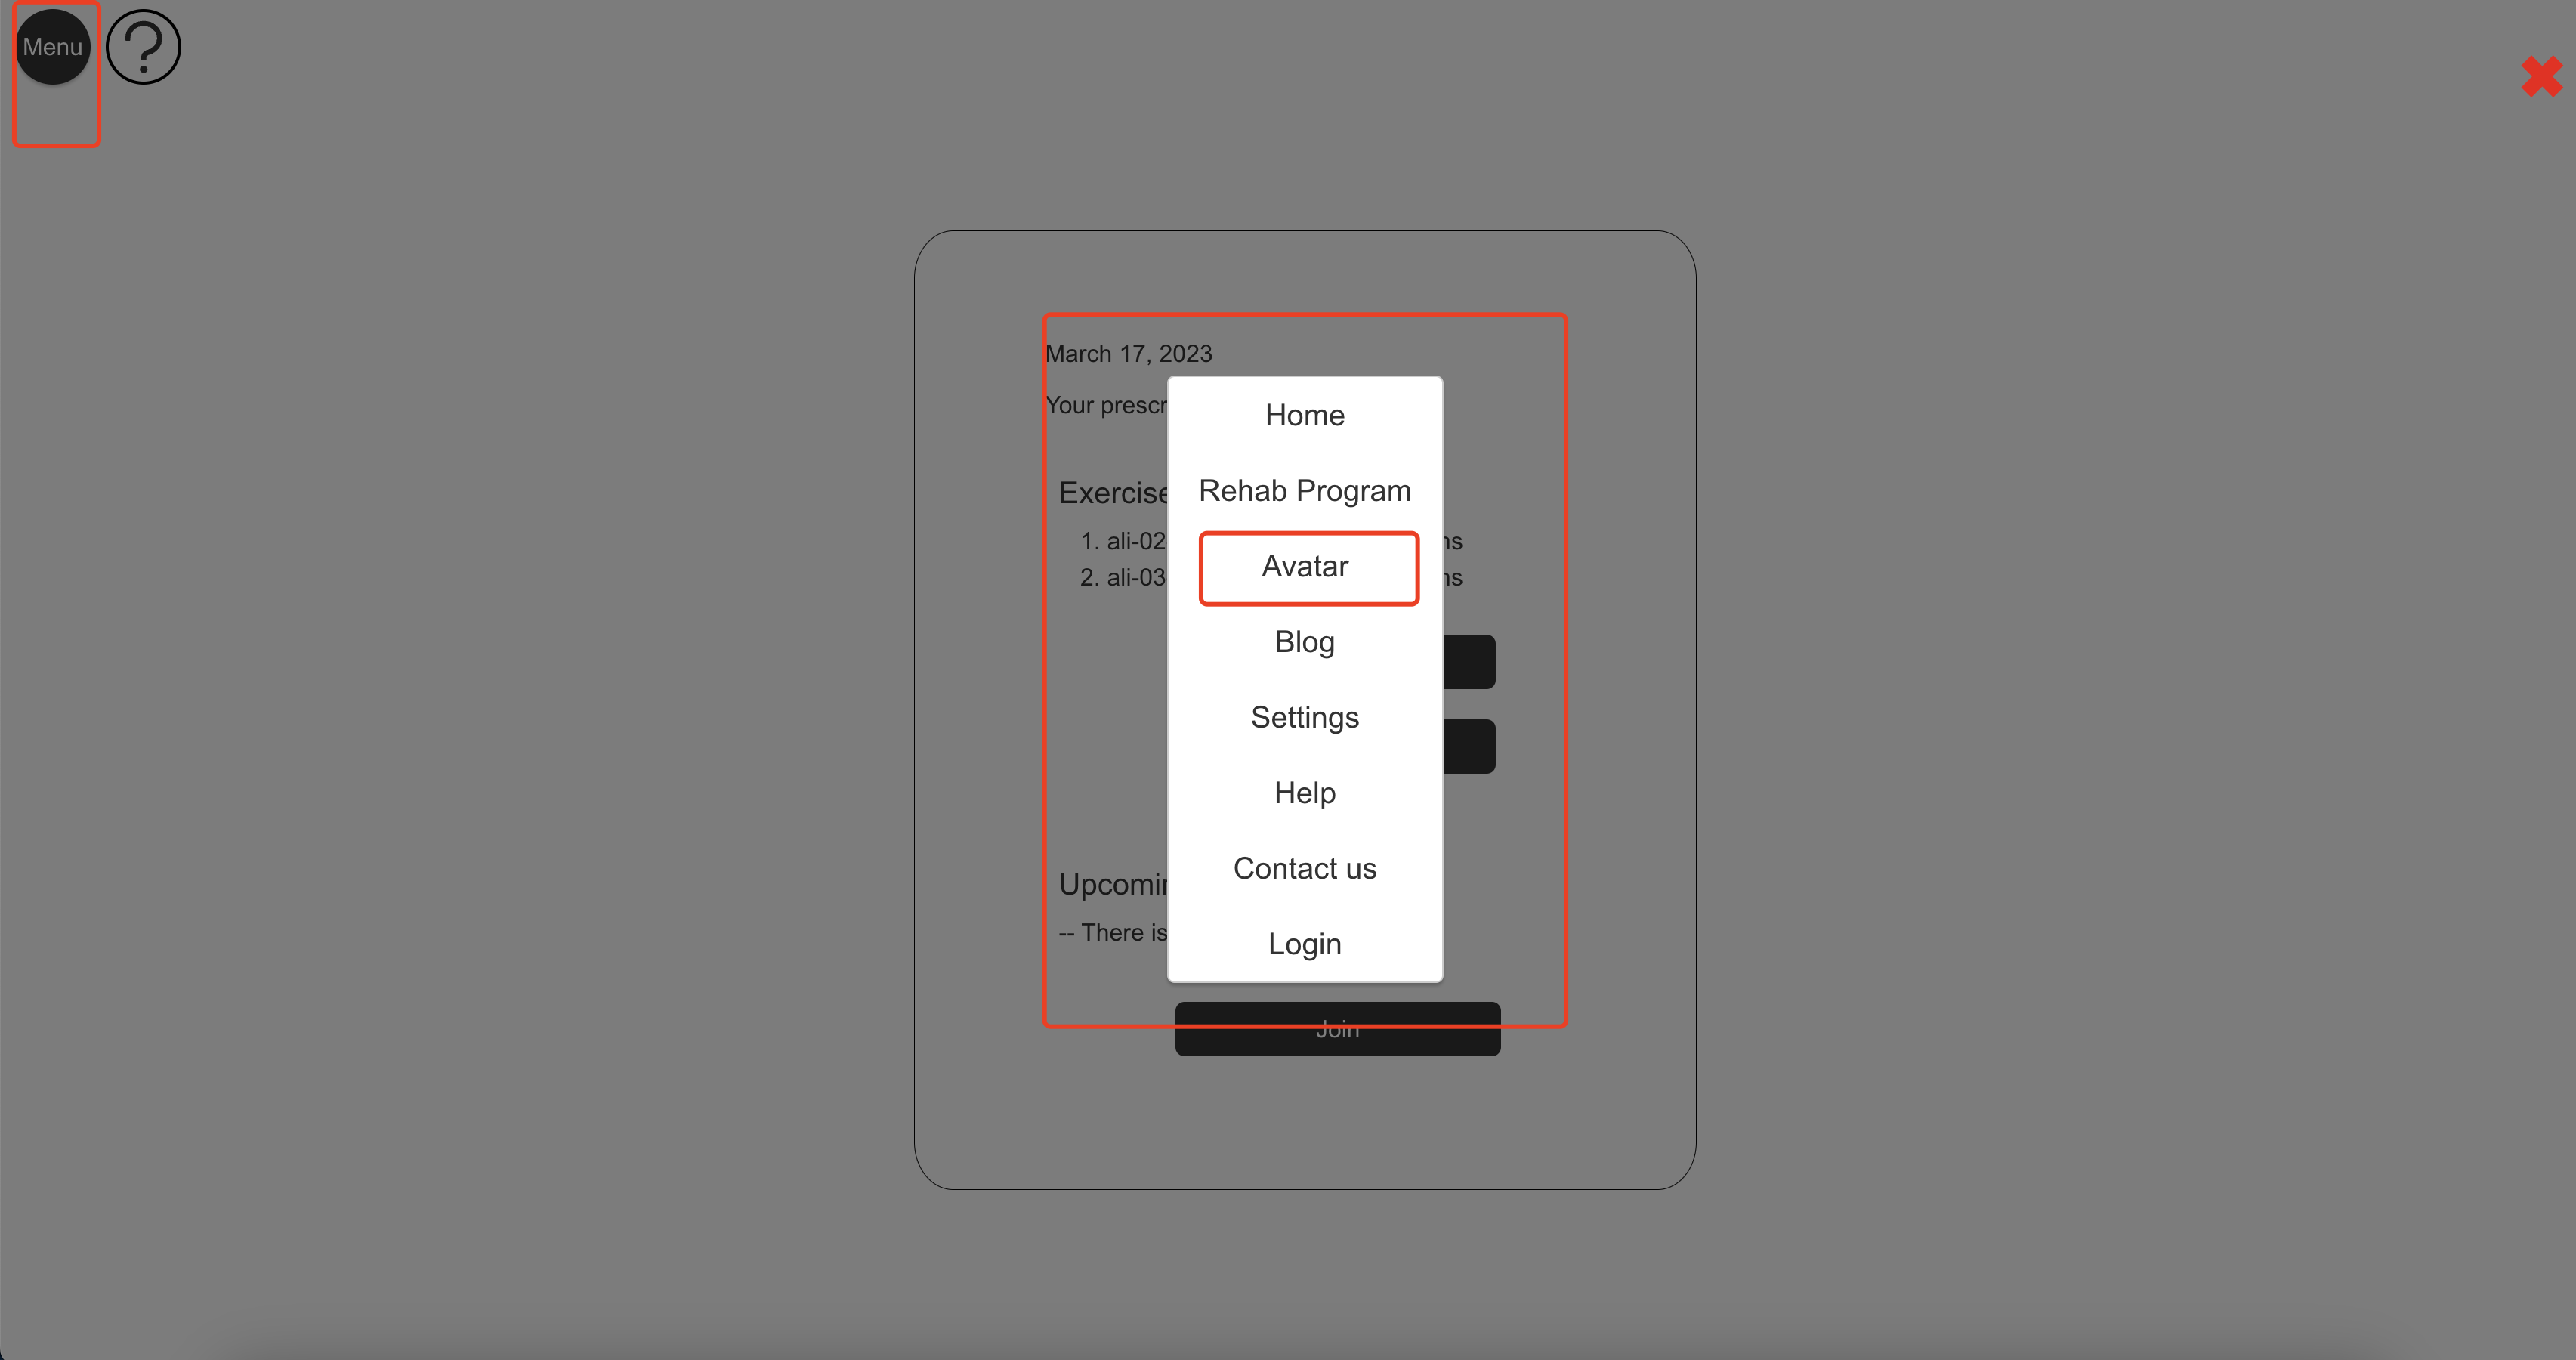 Menu ?
March 17, 2023
Your prescr
Home
Rehab Program
Exercise
1. ali-02 ns
Avatar
2. ali-03 ns
Blog
Settings
Help
Contact us
Upcomin
-- There is
Login
Join